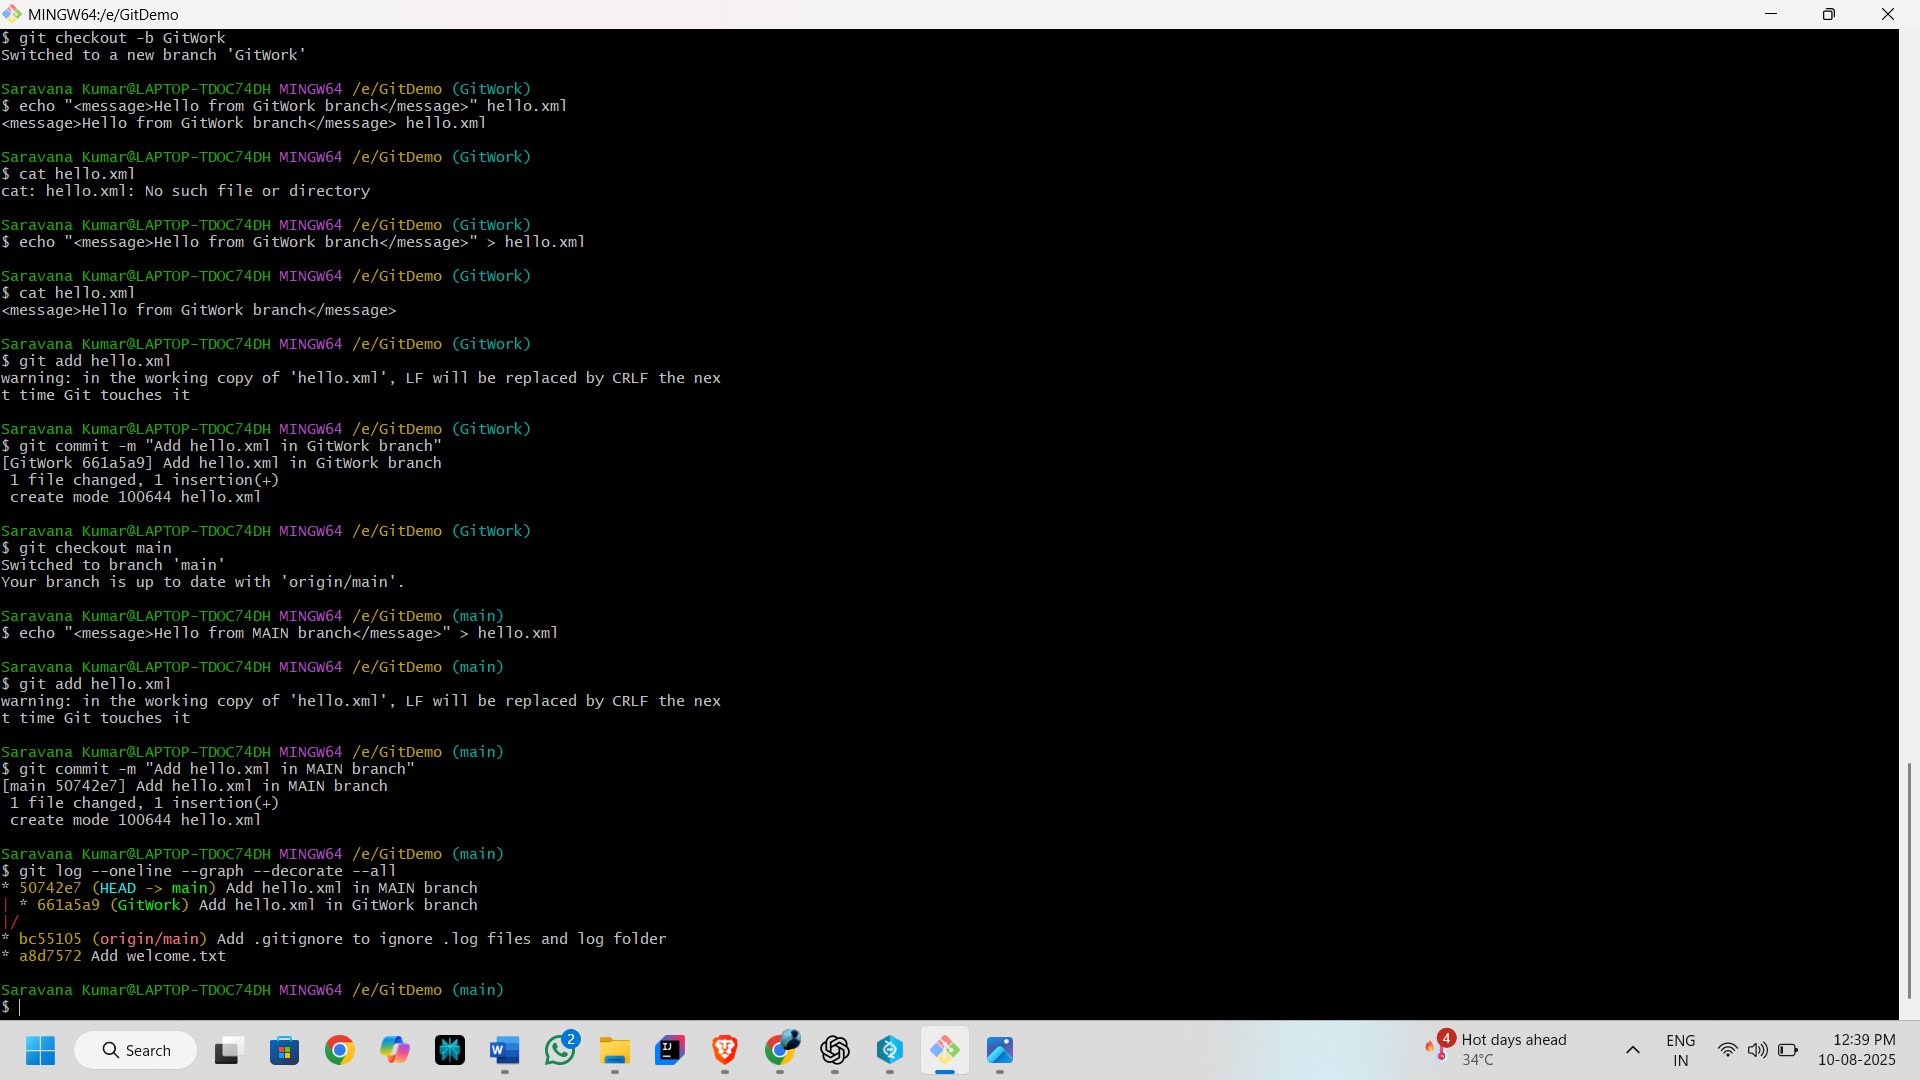 MINGW64:/e/GitDemo
$ git checkout -b GitWork
Switched to a new branch 'GitWork'
Saravana Kumar@LAPTOP-TDOC74DH MINGW64 /e/GitDemo (GitWork)
$ echo "<message>Hello from GitWork branch</message>" hello.xml
<message>Hello from GitWork branch</message> hello.xml
Saravana Kumar@LAPTOP-TDOC74DH MINGW64 /e/GitDemo (GitWork)
$ cat hello.xml
cat: hello.xml: No such file or directory
Saravana Kumar@LAPTOP-TDOC74DH MINGW64 /e/GitDemo (GitWork)
$ echo "<message>Hello from GitWork branch</message>" > hello.xml
Saravana Kumar@LAPTOP-TDOC74DH MINGW64 /e/GitDemo (GitWork)
$ cat hello.xml
<message>Hello from GitWork branch</message>
Saravana Kumar@LAPTOP-TDOC74DH MINGW64 /e/GitDemo (GitWork)
$ git add hello.xml
warning: in the working copy of 'hello.xml', LF will be replaced by CRLF the nex
t time Git touches it
Saravana Kumar@LAPTOP-TDOC74DH MINGW64 /e/GitDemo (GitWork)
$ git commit -m "Add hello.xml in GitWork branch"
[GitWork 661a5a9] Add hello.xml in GitWork branch
1 file changed, 1 insertion(+)
create mode 100644 hello.xml
Saravana Kumar@LAPTOP-TDOC74DH MINGW64 /e/GitDemo (GitWork)
$ git checkout main
Switched to branch 'main'
Your branch is up to date with 'origin/main'.
Saravana Kumar@LAPTOP-TDOC74DH MINGW64 /e/GitDemo (main)
$ echo "<message>Hello from MAIN branch</message>" > hello.xml
Saravana Kumar@LAPTOP-TDOC74DH MINGW64 /e/GitDemo (main)
$ git add hello.xml
warning: in the working copy of 'hello.xml', LF will be replaced by CRLF the nex
t time Git touches it
Saravana Kumar@LAPTOP-TDOC74DH MINGW64 /e/GitDemo (main)
$ git commit -m "Add hello.xml in MAIN branch"
[main 50742e7] Add hello.xml in MAIN branch
1 file changed, 1 insertion(+)
create mode 100644 hello.xml
Saravana Kumar@LAPTOP-TDOC74DH MINGW64 /e/GitDemo (main)
$ git log --oneline --graph --decorate --all
* 50742e7 (HEAD -> main) Add hello.xml in MAIN branch
| * 661a5a9 (GitWork) Add hello.xml in GitWork branch
|/
* bc55105 (origin/main) Add .gitignore to ignore .log files and log folder
* a8d7572 Add welcome.txt
Saravana Kumar@LAPTOP-TDOC74DH MINGW64 /e/GitDemo (main)
$
Search
W
2
IJ
4
Hot days ahead
34°C
ENG
IN
12:39 PM
10-08-2025